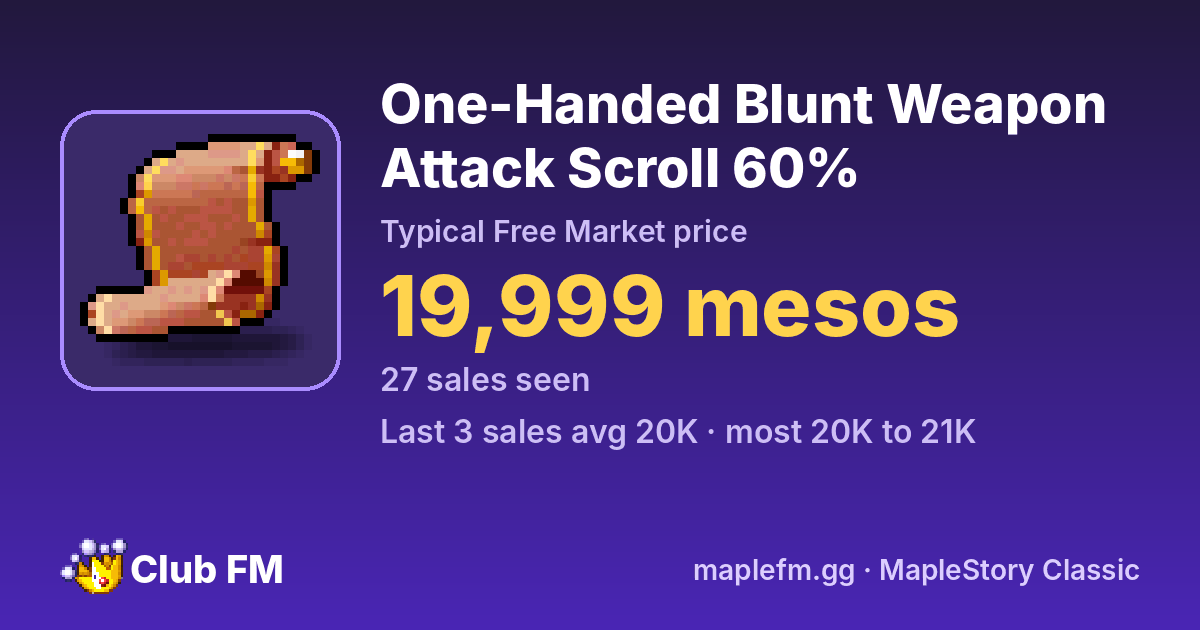 One-Handed Blunt Weapon
Attack Scroll 60%
Typical Free Market price
19,999 mesos
27 sales seen
Last 3 sales avg 20K · most 20K to 21K
Club FM
maplefm.gg · MapleStory Classic